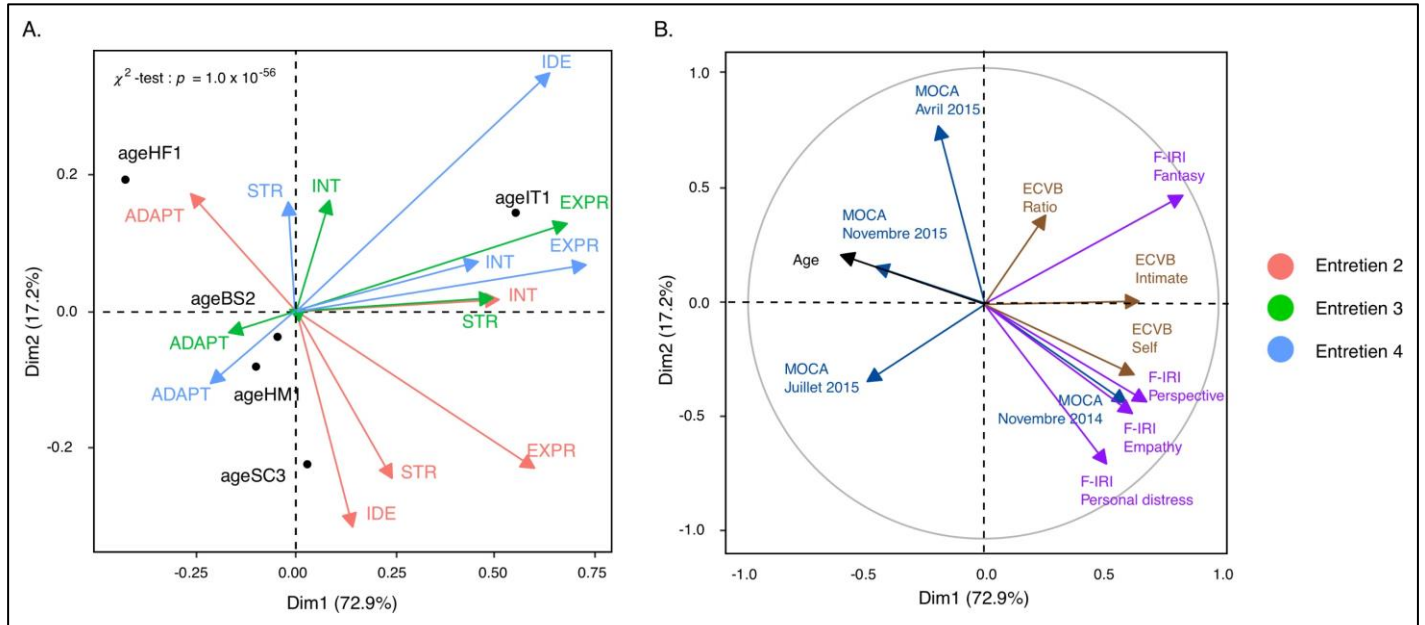 A.
χ² -test : p = 1.0 x 10⁻⁵⁶
IDE
ageHF1
ADAPT
STR
INT
ageIT1
EXPR
EXPR
INT
INT
STR
ageBS2
ADAPT
ADAPT
ageHM1
ageSC3
STR
EXPR
IDE
0.2
0.0
-0.2
Dim2 (17.2%)
-0.25
0.00
0.25
0.50
0.75
Dim1 (72.9%)
B.
MOCA
Avril 2015
F-IRI
Fantasy
ECVB
Ratio
MOCA
Novembre 2015
Age
ECVB
Intimate
ECVB
Self
MOCA
Juillet 2015
F-IRI
Perspective
MOCA
Novembre 2014
F-IRI
Empathy
F-IRI
Personal distress
1.0
0.5
0.0
-0.5
-1.0
Dim2 (17.2%)
-1.0
-0.5
0.0
0.5
1.0
Dim1 (72.9%)
Entretien 2
Entretien 3
Entretien 4